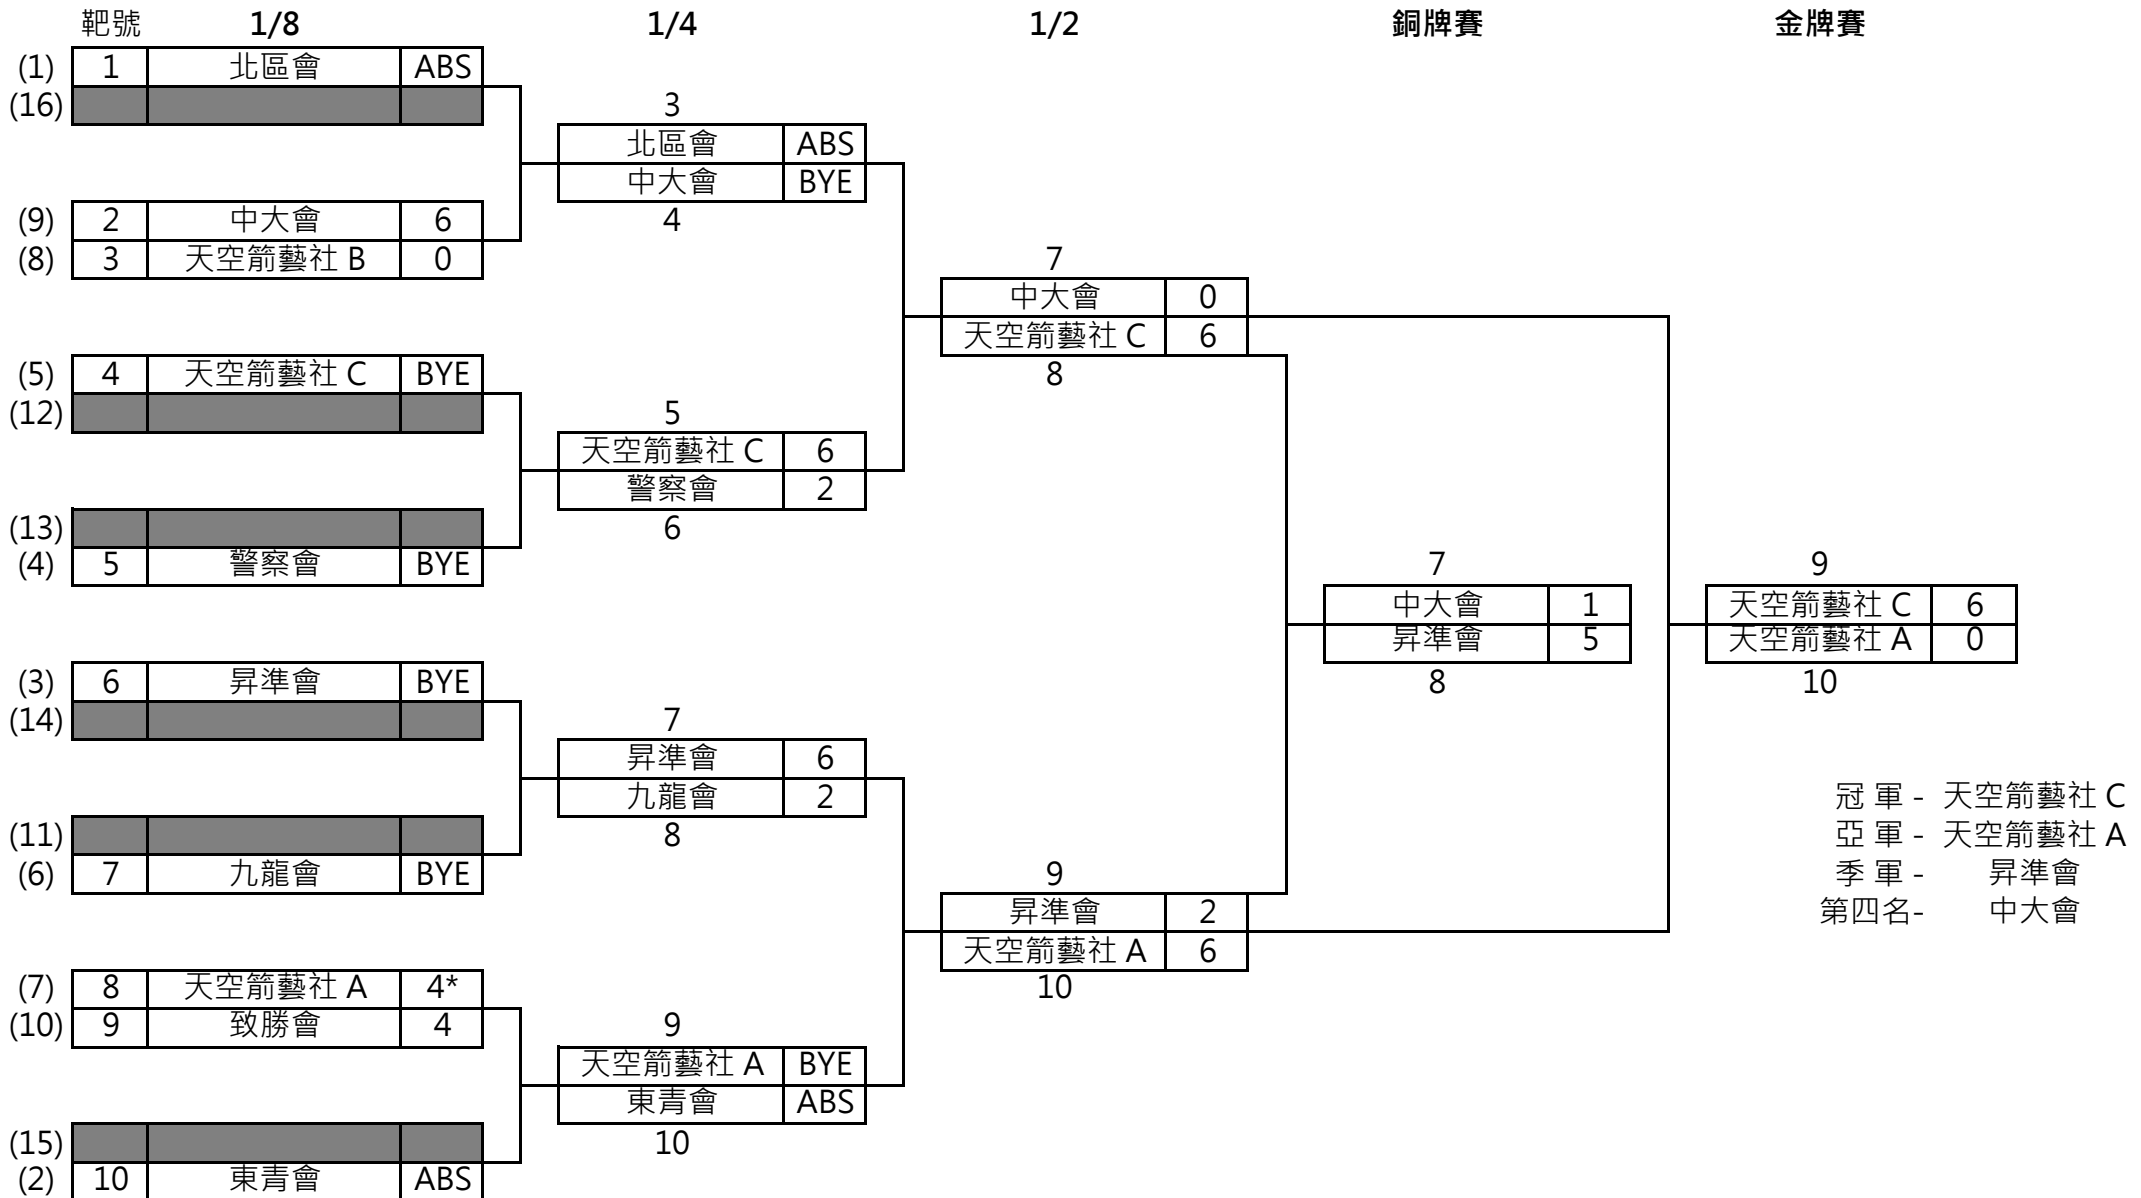 靶號 1/8 1/4 1/2 銅牌賽 金牌賽
(1) 1 北區會 ABS
(16)
3
北區會 ABS
中大會 BYE
4
(9) 2 中大會 6
(8) 3 天空箭藝社 B 0
7
中大會 0
天空箭藝社 C 6
8
(5) 4 天空箭藝社 C BYE
(12)
5
天空箭藝社 C 6
警察會 2
6
(13)
(4) 5 警察會 BYE
7
中大會 1
昇準會 5
8
9
天空箭藝社 C 6
天空箭藝社 A 0
10
(3) 6 昇準會 BYE
(14)
7
昇準會 6
九龍會 2
8
(11)
(6) 7 九龍會 BYE
9
昇準會 2
天空箭藝社 A 6
10
冠 軍 - 天空箭藝社 C
亞 軍 - 天空箭藝社 A
季 軍 - 昇準會
第四名- 中大會
(7) 8 天空箭藝社 A 4*
(10) 9 致勝會 4
9
天空箭藝社 A BYE
東青會 ABS
10
(15)
(2) 10 東青會 ABS